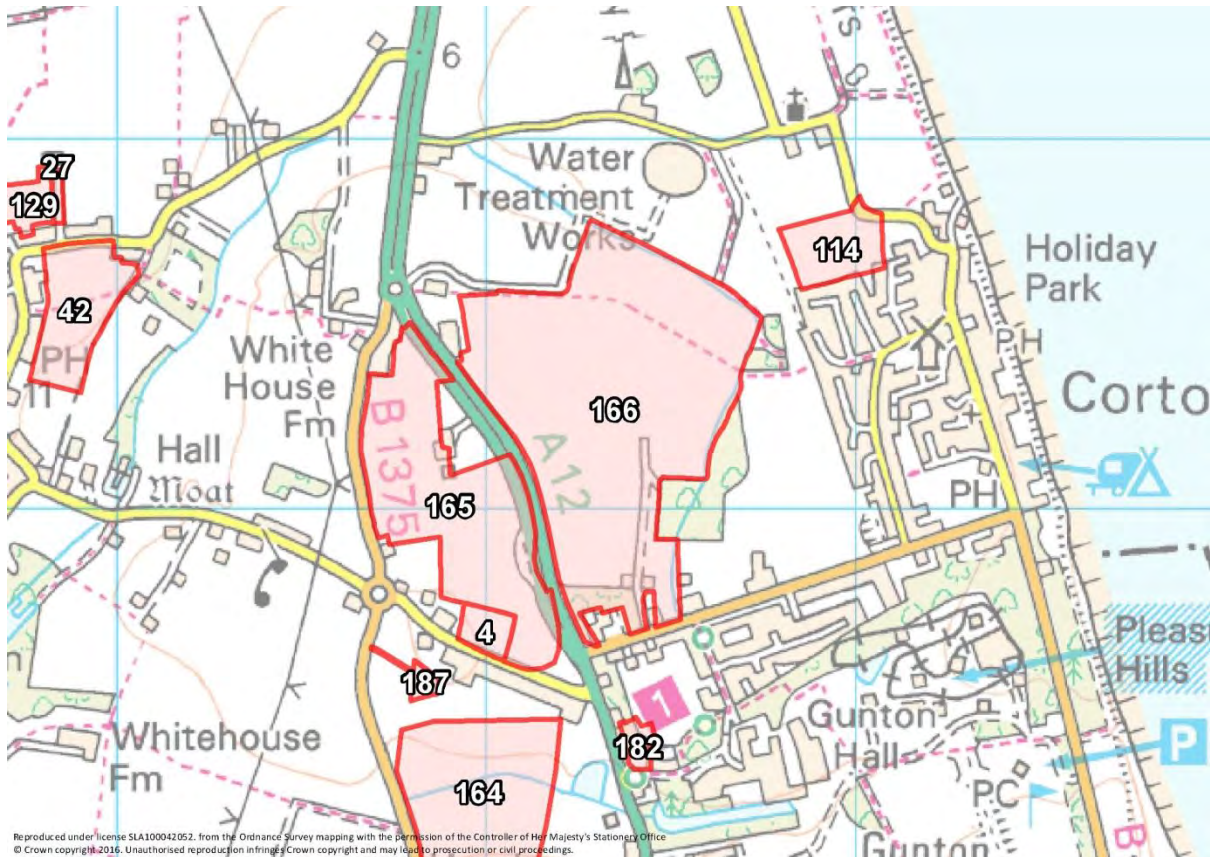 6
Water
Treatment
Works
27
129
114
Holiday
Park
42
PH
11
White
House
Fm
PH
166
Corto
B 1375
A 12
Hall
Moat
165
PH
4
187
1
Pleas
Hills
182
Gunton
Hall
P
Whitehouse
Fm
164
PC
Gunton
B
Reproduced under license SLA100042052. from the Ordnance Survey mapping with the permission of the Controller of Her Majesty's Stationery Office
© Crown copyright 2016. Unauthorised reproduction infringes Crown copyright and may lead to prosecution or civil proceedings.